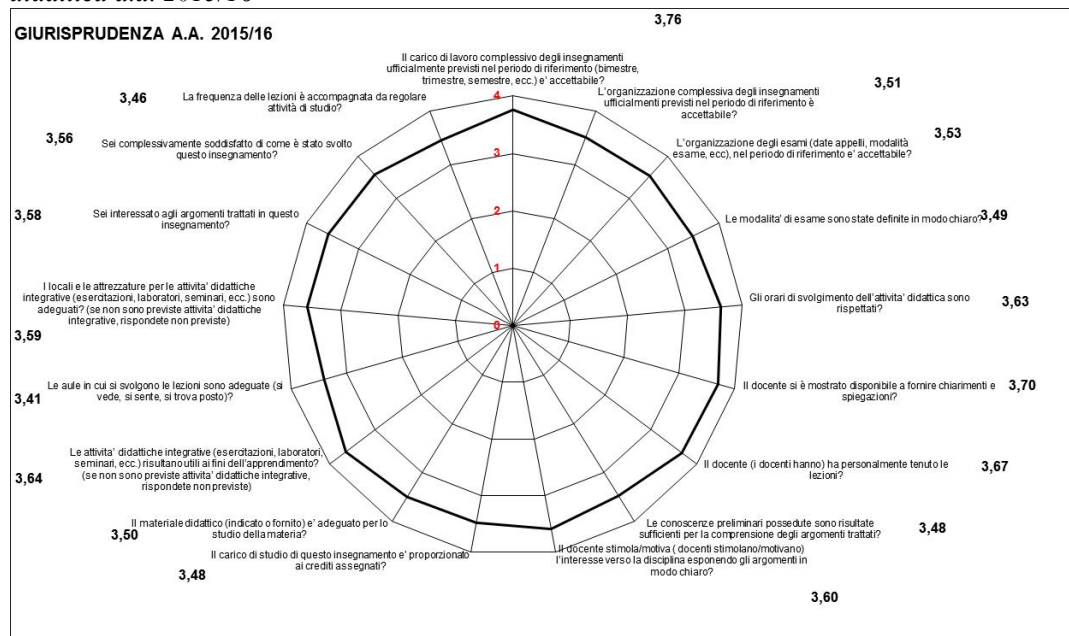 GIURISPRUDENZA A.A. 2015/16
3,76
Il carico di lavoro complessivo degli insegnamenti
ufficialmente previsti nel periodo di riferimento (bimestre,
trimestre, semestre, ecc.) e' accettabile?
3,51
L'organizzazione complessiva degli insegnamenti
ufficialmente previsti nel periodo di riferimento è
accettabile?
3,53
L'organizzazione degli esami (date appelli, modalità
esame, ecc), nel periodo di riferimento e' accettabile?
3,49
Le modalita' di esame sono state definite in modo chiaro?
3,63
Gli orari di svolgimento dell'attivita' didattica sono
rispettati?
3,70
Il docente si è mostrato disponibile a fornire chiarimenti e
spiegazioni?
3,67
Il docente (i docenti hanno) ha personalmente tenuto le
lezioni?
3,48
Le conoscenze preliminari possedute sono risultate
sufficienti per la comprensione degli argomenti trattati?
3,60
Il docente stimola/motiva ( docenti stimolano/motivano)
l'interesse verso la disciplina esponendo gli argomenti in
modo chiaro?
3,48
Il carico di studio di questo insegnamento e' proporzionato
ai crediti assegnati?
3,50
Il materiale didattico (indicato o fornito) e' adeguato per lo
studio della materia?
3,64
Le attivita' didattiche integrative (esercitazioni, laboratori,
seminari, ecc.) risultano utili ai fini dell'apprendimento?
(se non sono previste attivita' didattiche integrative,
rispondete non previste)
3,41
Le aule in cui si svolgono le lezioni sono adeguate (si
vede, si sente, si trova posto)?
3,59
I locali e le attrezzature per le attivita' didattiche
integrative (esercitazioni, laboratori, seminari, ecc.) sono
adeguati? (se non sono previste attivita' didattiche
integrative, rispondete non previste)
3,58
Sei interessato agli argomenti trattati in questo
insegnamento?
3,56
Sei complessivamente soddisfatto di come è stato svolto
questo insegnamento?
3,46
La frequenza delle lezioni è accompagnata da regolare
attività di studio?
4
3
2
1
0